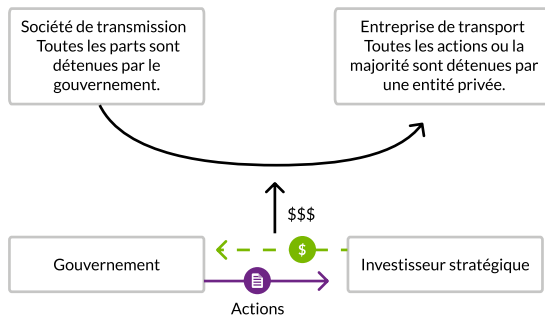 Société de transmission
Toutes les parts sont
détenues par le
gouvernement.
Entreprise de transport
Toutes les actions ou la
majorité sont détenues par
une entité privée.
$$$
$
Gouvernement
Investisseur stratégique
Actions